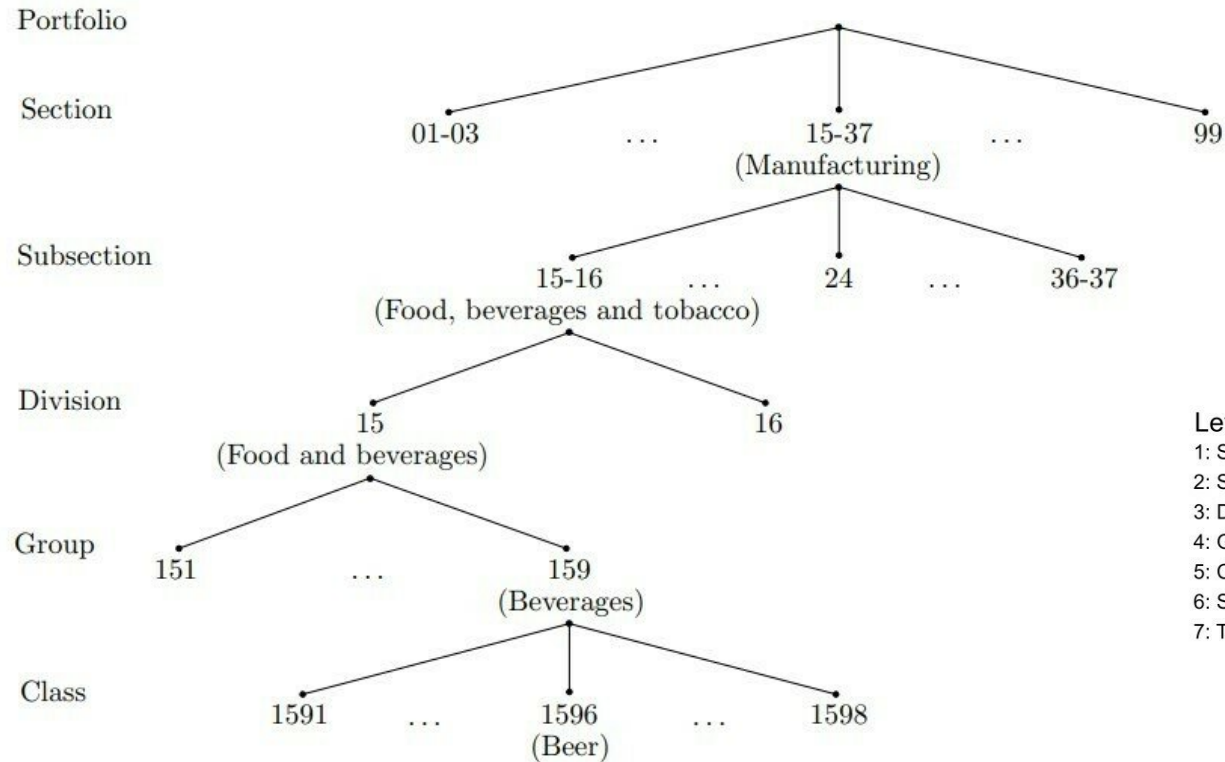 Portfolio
Section
01-03 ... 15-37 ... 99
(Manufacturing)
Subsection
15-16 ... 24 ... 36-37
(Food, beverages and tobacco)
Division
15 16
(Food and beverages)
Group
151 ... 159
(Beverages)
Class
1591 ... 1596 ... 1598
(Beer)
Le
1: S
2: S
3: D
4: C
5: C
6: S
7: T